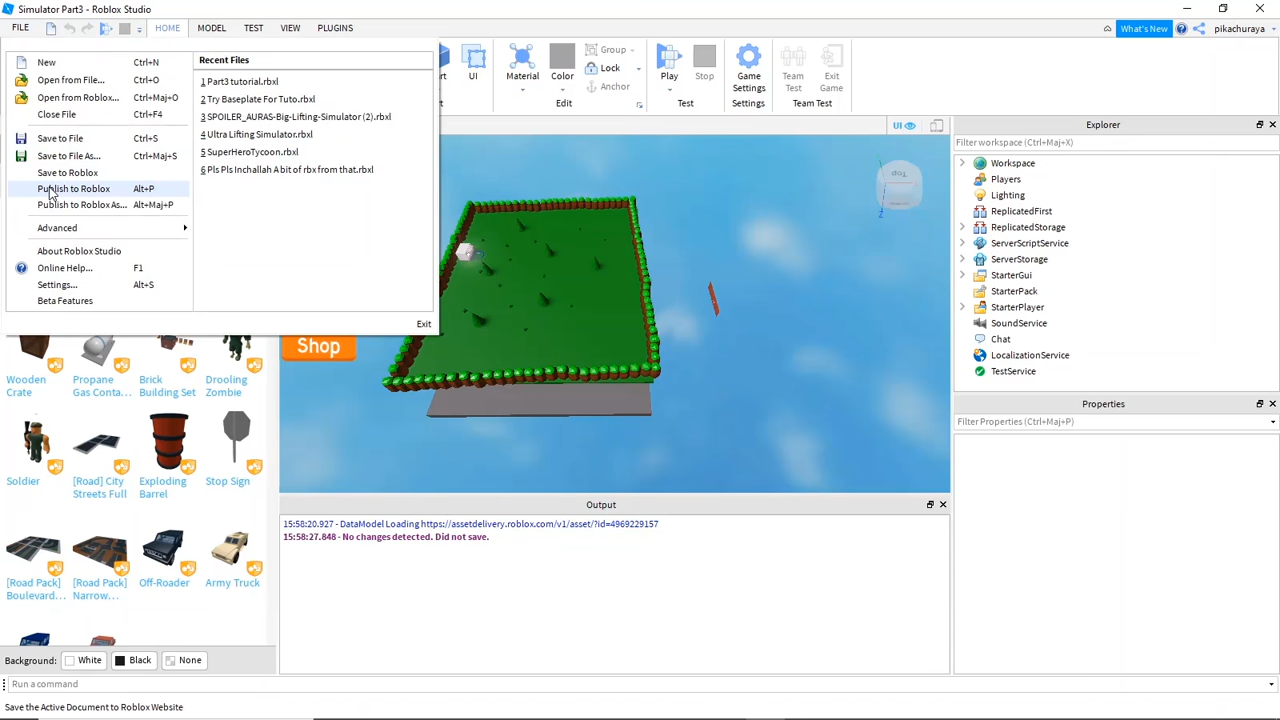 Simulator Part3 - Roblox Studio
FILE HOME MODEL TEST VIEW PLUGINS What's New pikachuraya
New Ctrl+N
Open from File... Ctrl+O
Open from Roblox... Ctrl+Maj+O
Close File Ctrl+F4
Save to File Ctrl+S
Save to File As... Ctrl+Maj+S
Save to Roblox
Publish to Roblox Alt+P
Publish to Roblox As... Alt+Maj+P
Advanced
About Roblox Studio
Online Help... F1
Settings... Alt+S
Beta Features
Recent Files
1 Part3 tutorial.rbxl
2 Try Baseplate For Tuto.rbxl
3 SPOILER_AURAS-Big-Lifting-Simulator (2).rbxl
4 Ultra Lifting Simulator.rbxl
5 SuperHeroTycoon.rbxl
6 Pls Pls Inchallah A bit of rbx from that.rbxl
Exit
UI
Material
Color
Group
Lock
Anchor
Edit
Play
Stop
Test
Game
Settings
Settings
Team
Test
Exit
Game
Team Test
UI
Top
Z
Shop
Wooden
Crate
Propane
Gas Conta...
Brick
Building Set
Drooling
Zombie
Soldier
[Road] City
Streets Full
Exploding
Barrel
Stop Sign
[Road Pack]
Boulevard...
[Road Pack]
Narrow...
Off-Roader
Army Truck
Background: White Black None
Output
15:58:20.927 - DataModel Loading https://assetdelivery.roblox.com/v1/asset/?id=4969229157
15:58:27.848 - No changes detected. Did not save.
Explorer
Filter workspace (Ctrl+Maj+X)
Workspace
Players
Lighting
ReplicatedFirst
ReplicatedStorage
ServerScriptService
ServerStorage
StarterGui
StarterPack
StarterPlayer
SoundService
Chat
LocalizationService
TestService
Properties
Filter Properties (Ctrl+Maj+P)
Run a command
Save the Active Document to Roblox Website